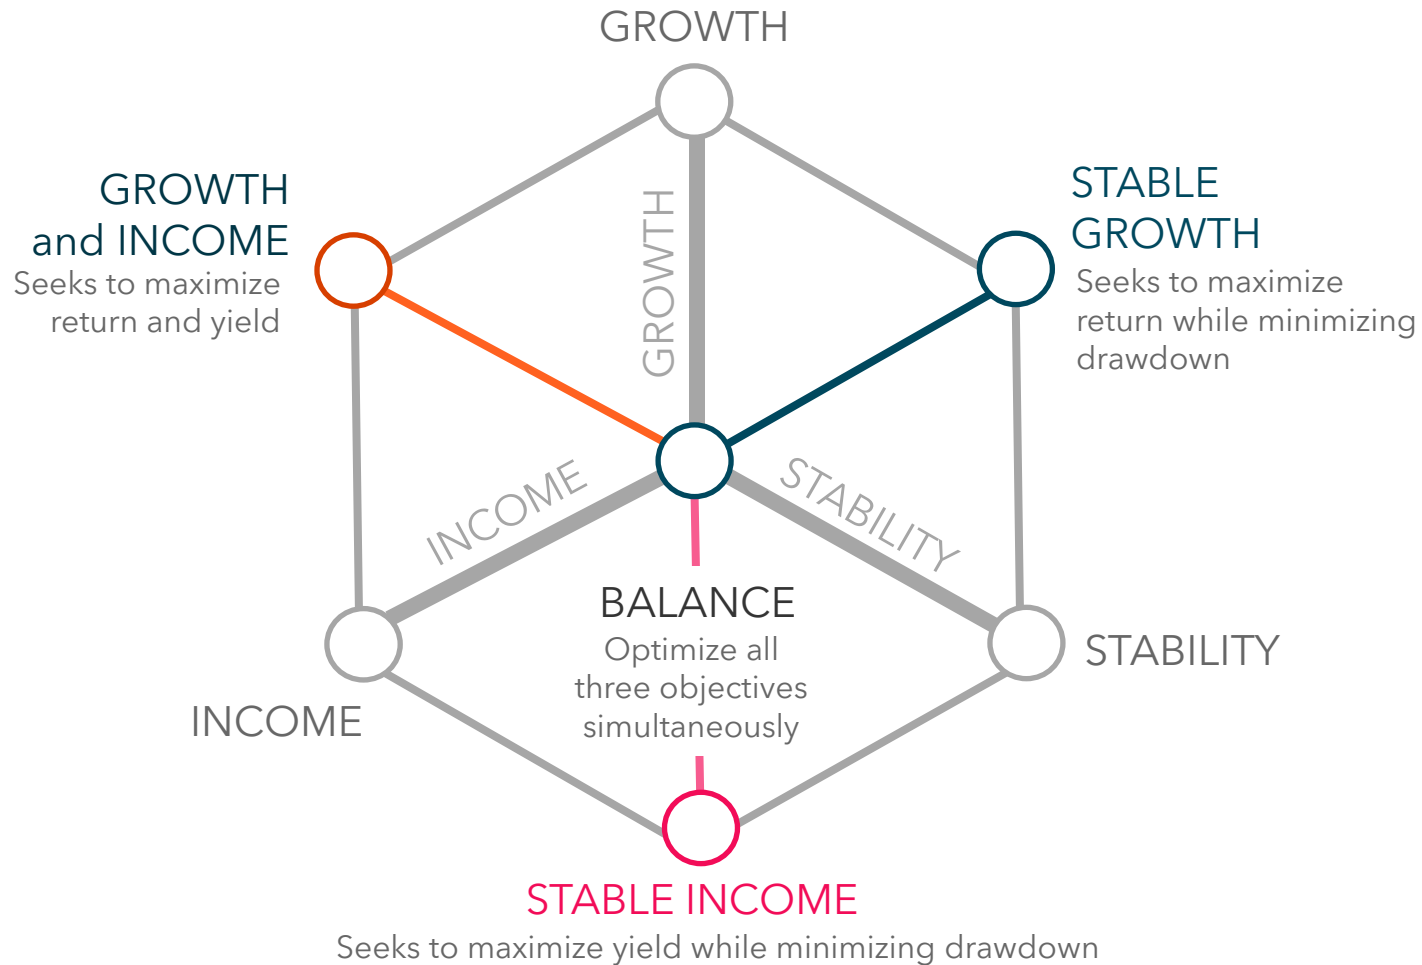 GROWTH
GROWTH
and INCOME
Seeks to maximize
return and yield
GROWTH
STABLE
GROWTH
Seeks to maximize
return while minimizing
drawdown
INCOME
STABILITY
BALANCE
Optimize all
three objectives
simultaneously
INCOME
STABILITY
STABLE INCOME
Seeks to maximize yield while minimizing drawdown